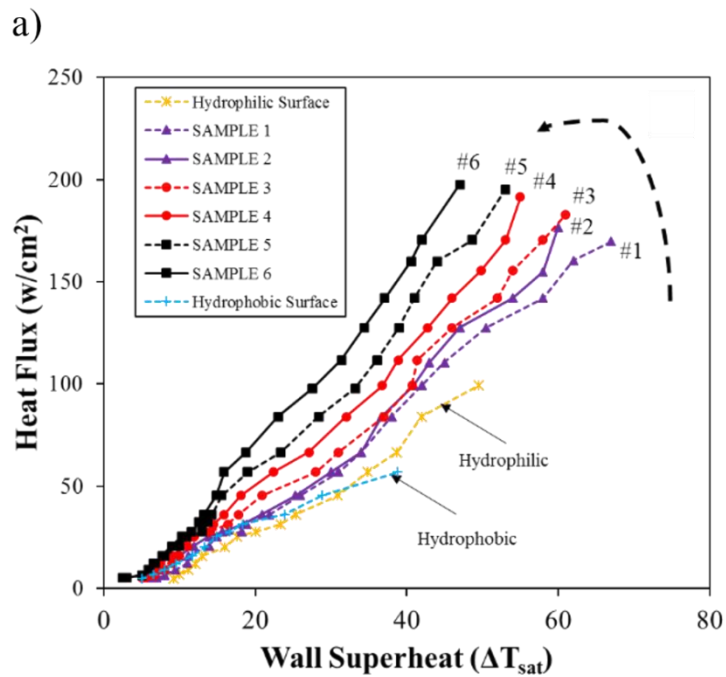 a)
250
200
150
100
50
0
Heat Flux (w/cm²)
Hydrophilic Surface
SAMPLE 1
SAMPLE 2
SAMPLE 3
SAMPLE 4
SAMPLE 5
SAMPLE 6
Hydrophobic Surface
#6
#5
#4
#3
#2
#1
Hydrophilic
Hydrophobic
0 20 40 60 80
Wall Superheat (ΔTsat)